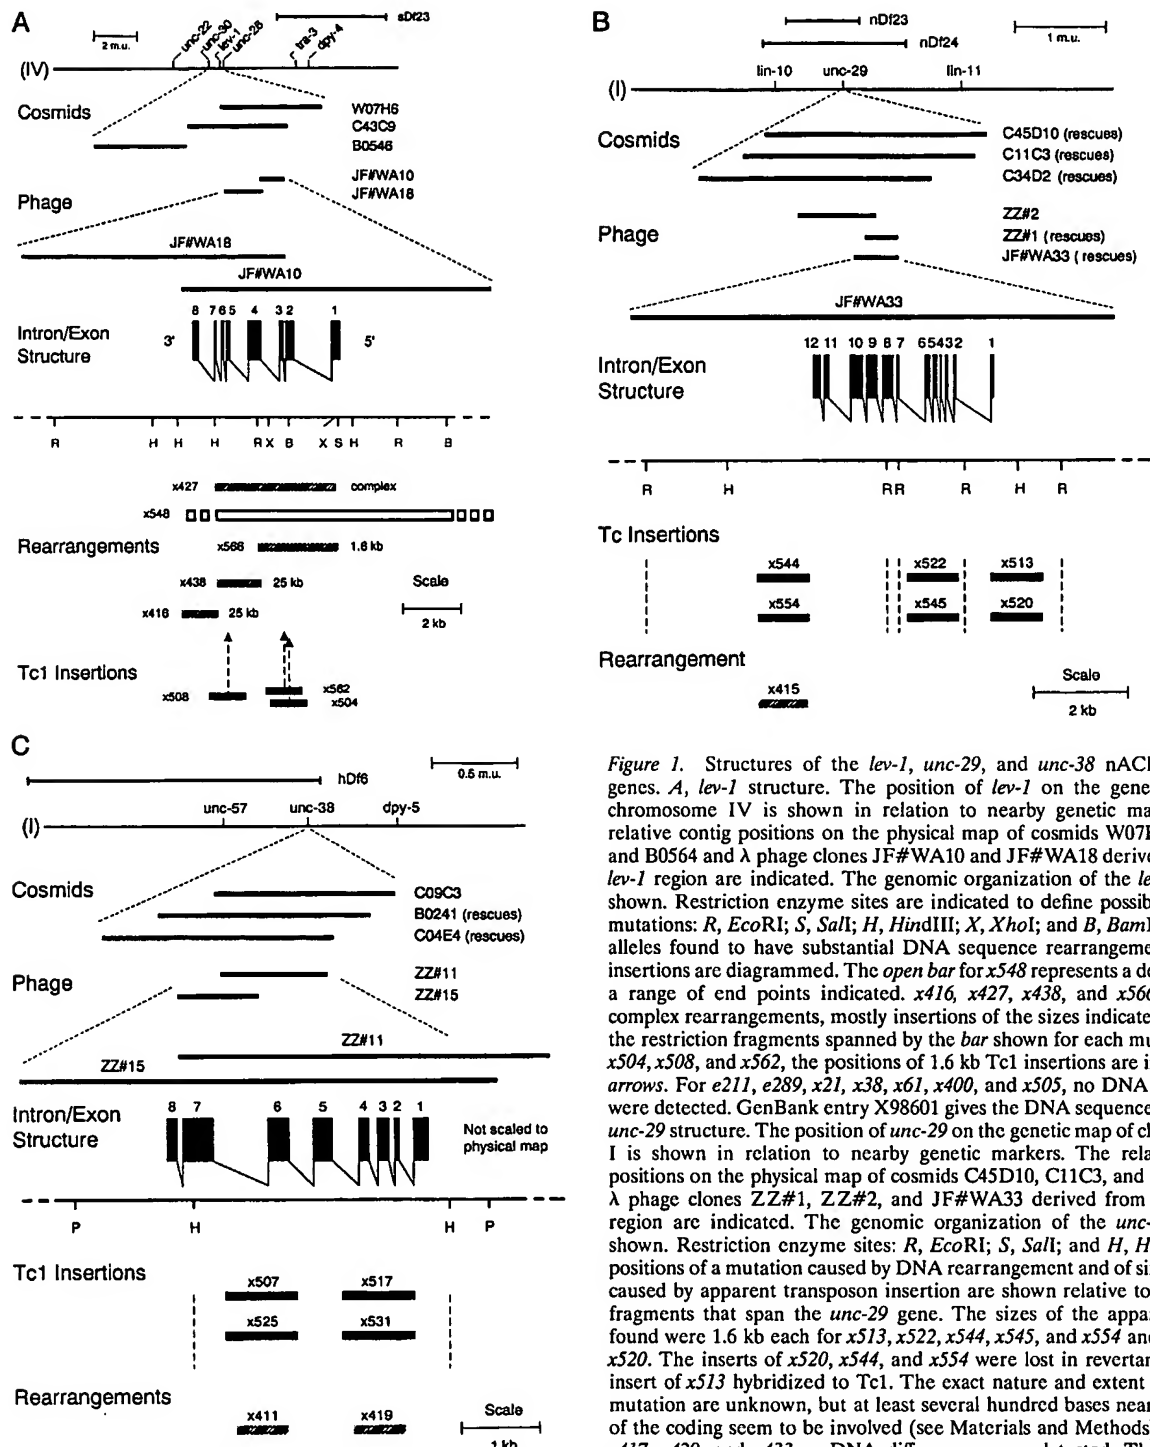 A
sDf23
2 m.u.
unc-22
unc-30
lev-1
unc-26
tra-3
dpy-4
(IV)
Cosmids
W07H6
C43C9
B0546
Phage
JF#WA10
JF#WA18
JF#WA18
JF#WA10
8 7 6 5 4 3 2 1
Intron/Exon
Structure
3' 5'
R H H H R X B X S H R B
x427 complex
x548
Rearrangements
x566 1.6 kb
x438 25 kb
x416 25 kb
Scale
2 kb
Tc1 Insertions
x508
x562
x504
B
nDf23
nDf24
1 m.u.
lin-10 unc-29 lin-11
(I)
Cosmids
C45D10 (rescues)
C11C3 (rescues)
C34D2 (rescues)
Phage
ZZ#2
ZZ#1 (rescues)
JF#WA33 ( rescues)
JF#WA33
12 11 10 9 8 7 6 5 4 3 2 1
Intron/Exon
Structure
R H R R R H R
Tc Insertions
x544 x522 x513
x554 x545 x520
Rearrangement
x415
Scale
2 kb
C
hDf6
0.5 m.u.
unc-57 unc-38 dpy-5
(I)
Cosmids
C09C3
B0241 (rescues)
C04E4 (rescues)
Phage
ZZ#11
ZZ#15
ZZ#11
ZZ#15
8 7 6 5 4 3 2 1
Intron/Exon
Structure
Not scaled to
physical map
P H H P
Tc1 Insertions
x507 x517
x525 x531
Rearrangements
x411 x419
Scale
1 kb
Figure 1. Structures of the lev-1, unc-29, and unc-38 nACh
genes. A, lev-1 structure. The position of lev-1 on the gene
chromosome IV is shown in relation to nearby genetic ma
relative contig positions on the physical map of cosmids W07
and B0564 and λ phage clones JF#WA10 and JF#WA18 derive
lev-1 region are indicated. The genomic organization of the le
shown. Restriction enzyme sites are indicated to define possib
mutations: R, EcoRI; S, SalI; H, HindIII; X, XhoI; and B, Bam
alleles found to have substantial DNA sequence rearrangeme
insertions are diagrammed. The open bar for x548 represents a de
a range of end points indicated. x416, x427, x438, and x566
complex rearrangements, mostly insertions of the sizes indicate
the restriction fragments spanned by the bar shown for each mu
x504, x508, and x562, the positions of 1.6 kb Tc1 insertions are i
arrows. For e211, e289, x21, x38, x61, x400, and x505, no DNA
were detected. GenBank entry X98601 gives the DNA sequence
unc-29 structure. The position of unc-29 on the genetic map of c
I is shown in relation to nearby genetic markers. The rela
positions on the physical map of cosmids C45D10, C11C3, and
λ phage clones ZZ#1, ZZ#2, and JF#WA33 derived from
region are indicated. The genomic organization of the unc-
shown. Restriction enzyme sites: R, EcoRI; S, SalI; and H, H
positions of a mutation caused by DNA rearrangement and of si
caused by apparent transposon insertion are shown relative to
fragments that span the unc-29 gene. The sizes of the appa
found were 1.6 kb each for x513, x522, x544, x545, and x554 an
x520. The inserts of x520, x544, and x554 were lost in revertan
insert of x513 hybridized to Tc1. The exact nature and extent
mutation are unknown, but at least several hundred bases near
of the coding seem to be involved (see Materials and Methods